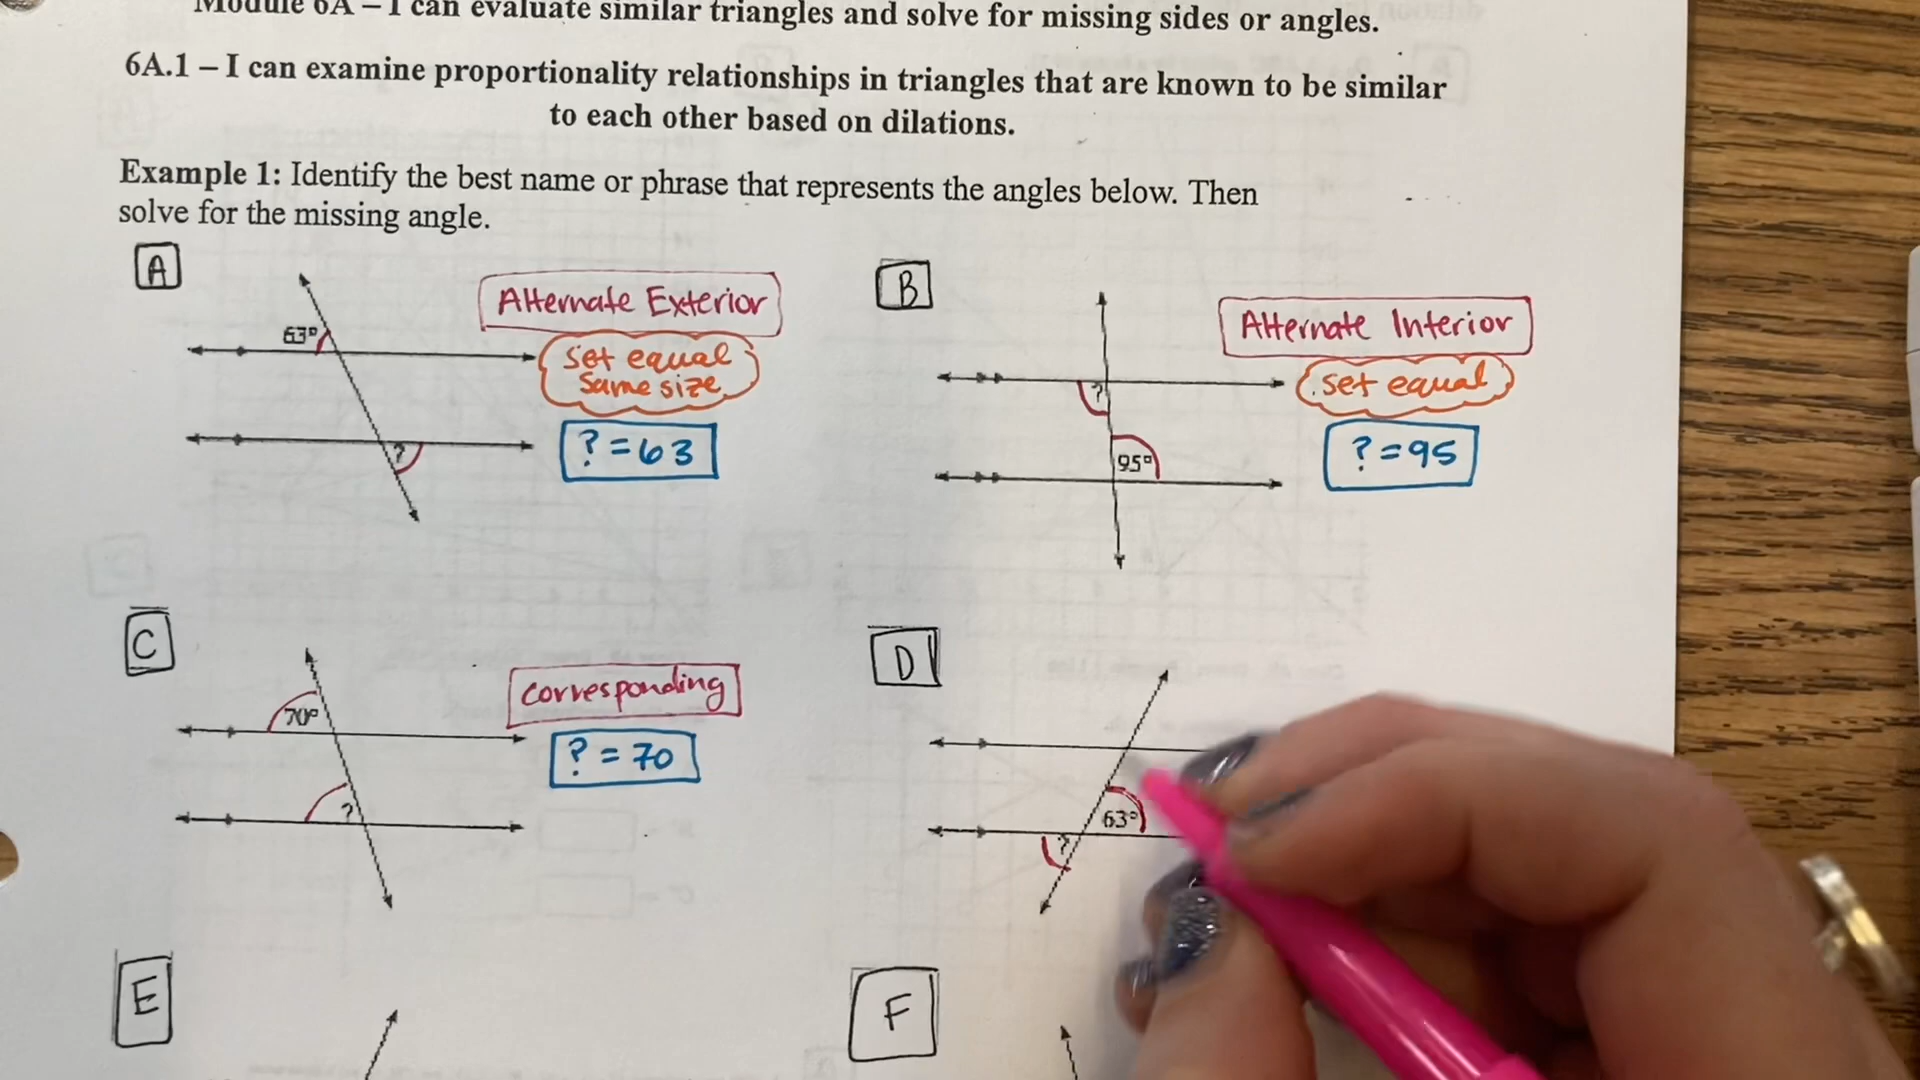 Module 6A – I can evaluate similar triangles and solve for missing sides or angles.
6A.1 – I can examine proportionality relationships in triangles that are known to be similar
to each other based on dilations.
Example 1: Identify the best name or phrase that represents the angles below. Then
solve for the missing angle.
A
63°
?
Alternate Exterior
Set equal
Same size
? = 63
B
?
95°
Alternate Interior
set equal
? = 95
C
70°
?
corresponding
? = 70
D
63°
?
E
F